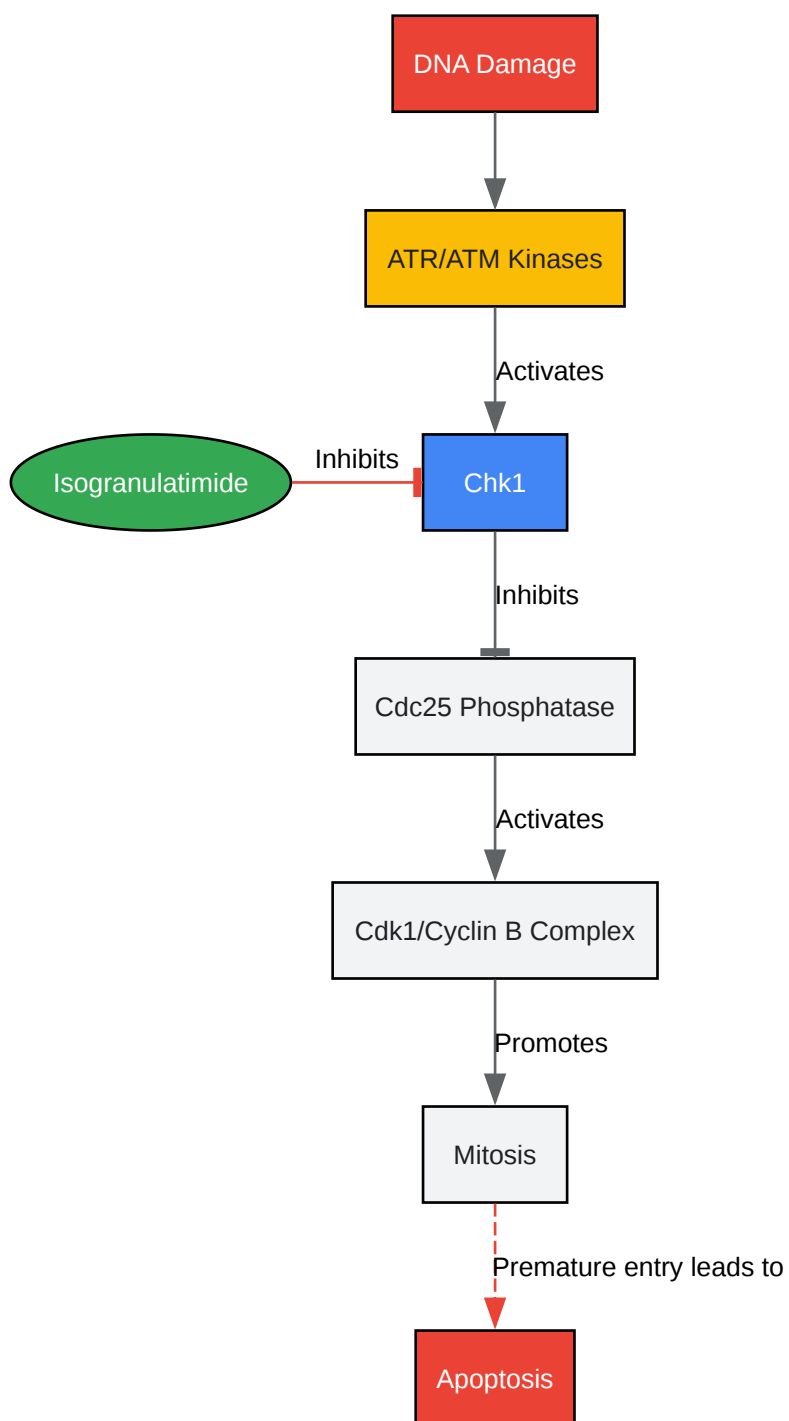 DNA Damage
ATR/ATM Kinases
Activates
Isogranulatimide
Inhibits
Chk1
Inhibits
Cdc25 Phosphatase
Activates
Cdk1/Cyclin B Complex
Promotes
Mitosis
Premature entry leads to
Apoptosis